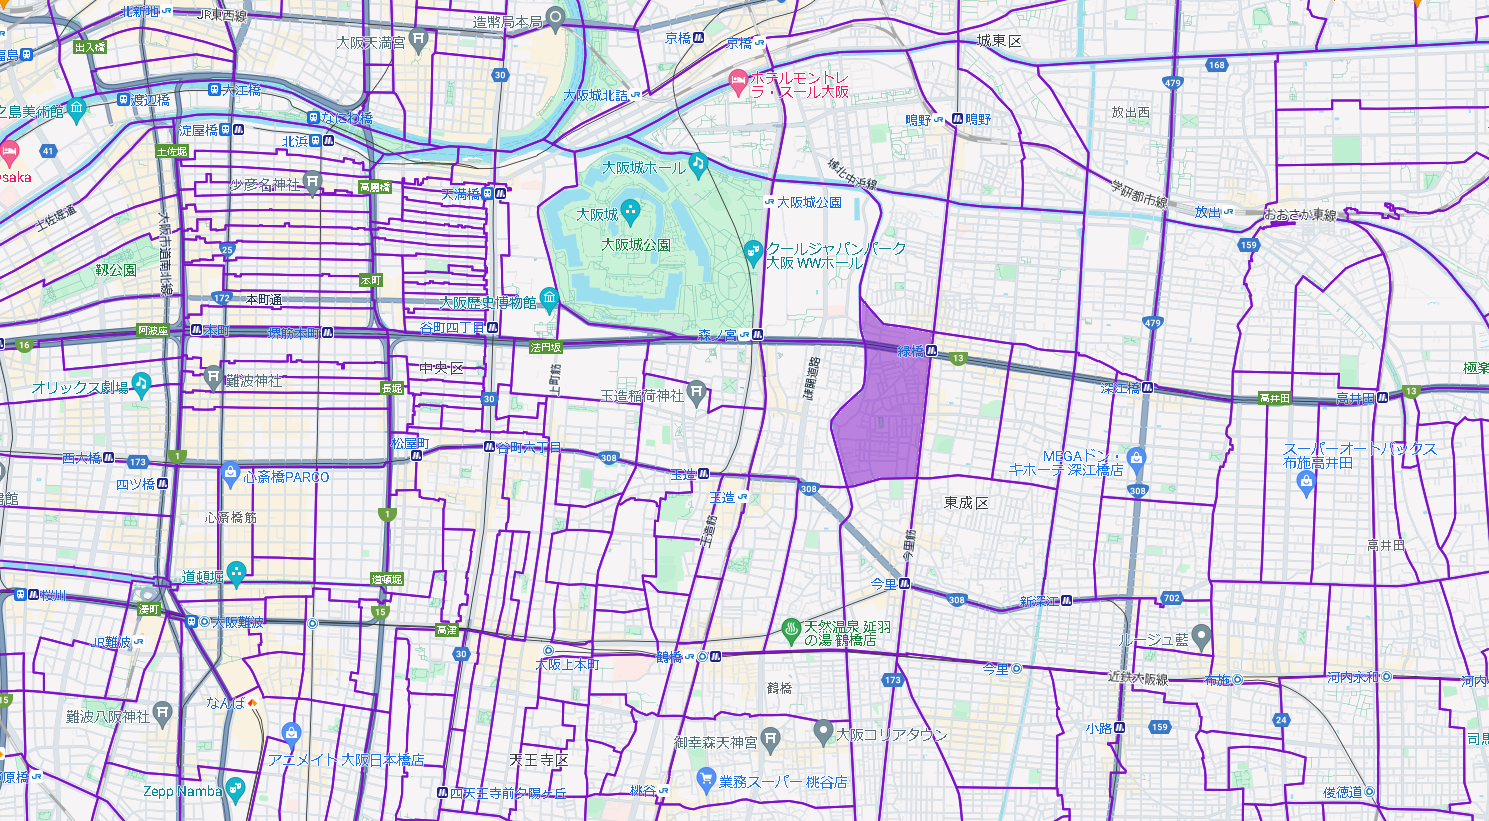 北新地
JR東西線
造幣局本局
京橋
京橋
城東区
出入橋
大阪天満宮
福島
30
168
479
大江橋
渡辺橋
ホテルモントレ
ラ・スール大阪
大阪城北詰
之島美術館
なにわ橋
放出西
淀屋橋
北浜
鴫野
鴫野
土佐堀
41
osaka
大阪城ホール
城北中浜線
少彦名神社
高麗橋
天満橋
学研都市線
土佐堀通
大阪市道南北線
大阪城
大阪城公園
放出
おおさか東線
25
大阪城公園
クールジャパンパーク
大阪 WWホール
159
靱公園
本町
172
本町通
大阪歴史博物館
阿波座
本町
堺筋本町
谷町四丁目
森ノ宮
479
16
法円坂
緑橋
13
中央区
オリックス劇場
難波神社
長堀
上町筋
玉造稲荷神社
疎開道路
深江橋
高井田
高井田
13
極楽
30
松屋町
谷町六丁目
西大橋
173
1
308
MEGAドン・
キホーテ 深江橋店
スーパーオートバックス
布施高井田
四ツ橋
心斎橋PARCO
玉造
308
308
玉造
東成区
心斎橋筋
1
玉造筋
今里筋
高井田
道頓堀
道頓堀
桜川
湊町
今里
308
新深江
702
大阪難波
15
高津
天然温泉 延羽
の湯 鶴橋店
ルージュ藍
JR難波
30
大阪上本町
鶴橋
今里
近鉄大阪線
布施
河内永和
河内
173
鶴橋
15
なんば
難波八阪神社
24
小路
159
御幸森天神宮
大阪コリアタウン
司馬
アニメイト 大阪日本橋店
天王寺区
原橋
業務スーパー 桃谷店
Zepp Namba
四天王寺前夕陽ヶ丘
桃谷
俊徳道